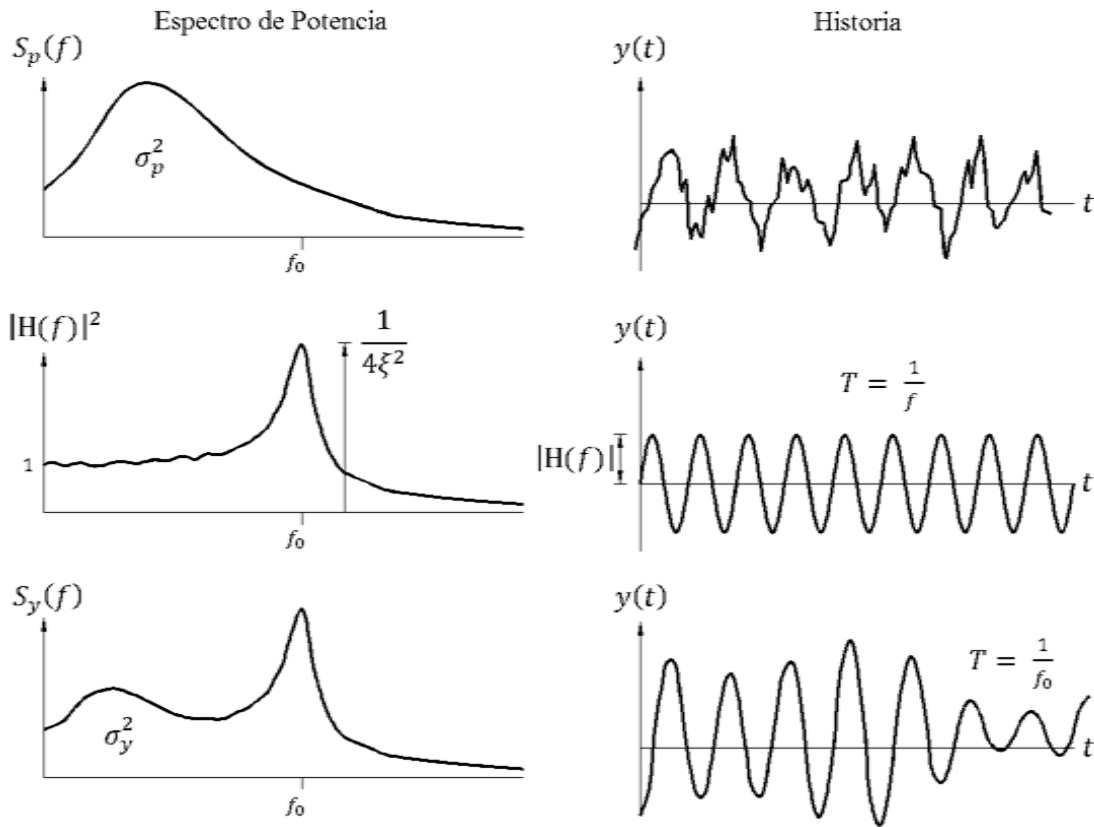 Espectro de Potencia
Historia
S_p(f)
y(t)
σ_p^2
t
f_0
|H(f)|^2
1/(4ξ^2)
1
f_0
y(t)
T = 1/f
|H(f)|
t
S_y(f)
y(t)
σ_y^2
T = 1/f_0
t
f_0